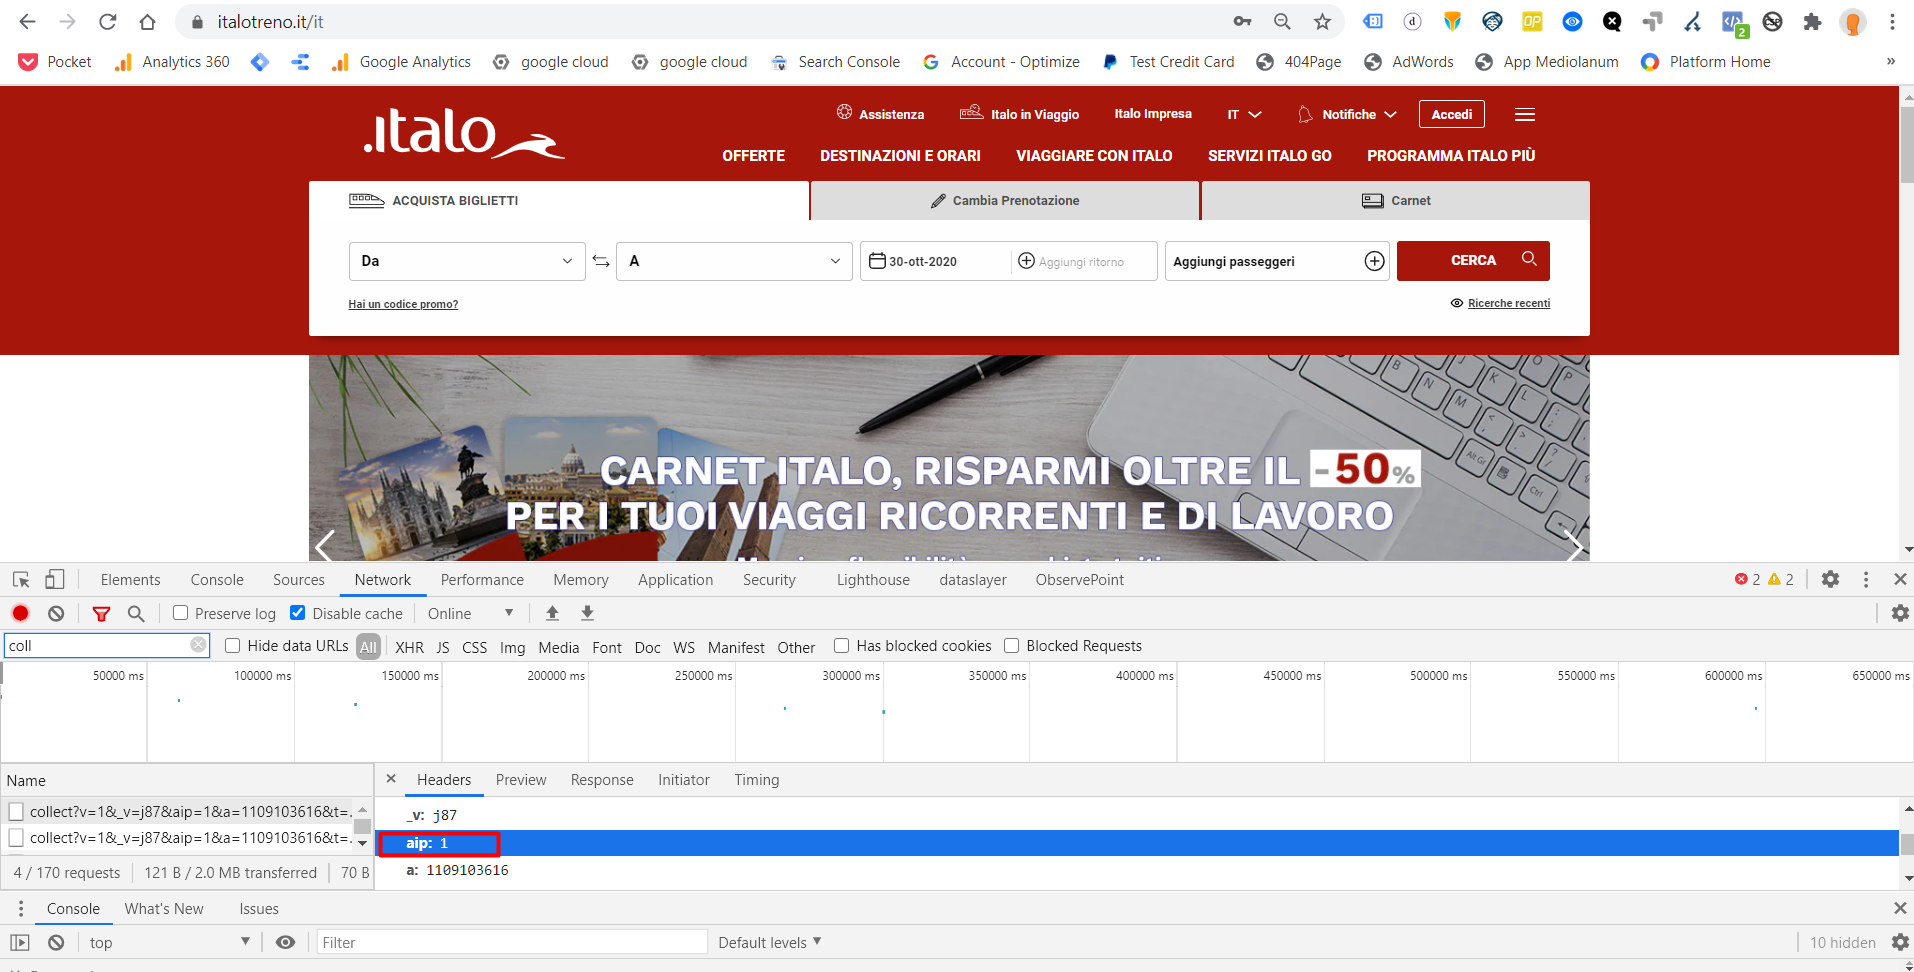 italotreno.it/it
Pocket Analytics 360 Google Analytics google cloud google cloud Search Console Account - Optimize Test Credit Card 404Page AdWords App Mediolanum Platform Home »
.italo
Assistenza Italo in Viaggio Italo Impresa IT Notifiche Accedi
OFFERTE DESTINAZIONI E ORARI VIAGGIARE CON ITALO SERVIZI ITALO GO PROGRAMMA ITALO PIÙ
ACQUISTA BIGLIETTI Cambia Prenotazione Carnet
Da A 30-ott-2020 Aggiungi ritorno Aggiungi passeggeri CERCA
Hai un codice promo? Ricerche recenti
CARNET ITALO, RISPARMI OLTRE IL -50%
PER I TUOI VIAGGI RICORRENTI E DI LAVORO
Elements Console Sources Network Performance Memory Application Security Lighthouse dataslayer ObservePoint 2 2
Preserve log Disable cache Online
coll Hide data URLs All XHR JS CSS Img Media Font Doc WS Manifest Other Has blocked cookies Blocked Requests
50000 ms 100000 ms 150000 ms 200000 ms 250000 ms 300000 ms 350000 ms 400000 ms 450000 ms 500000 ms 550000 ms 600000 ms 650000 ms
Name Headers Preview Response Initiator Timing
collect?v=1&_v=j87&aip=1&a=1109103616&t=.
collect?v=1&_v=j87&aip=1&a=1109103616&t=.
_v: j87
aip: 1
a: 1109103616
4 / 170 requests 121 B / 2.0 MB transferred 70 B
Console What's New Issues
top Filter Default levels 10 hidden